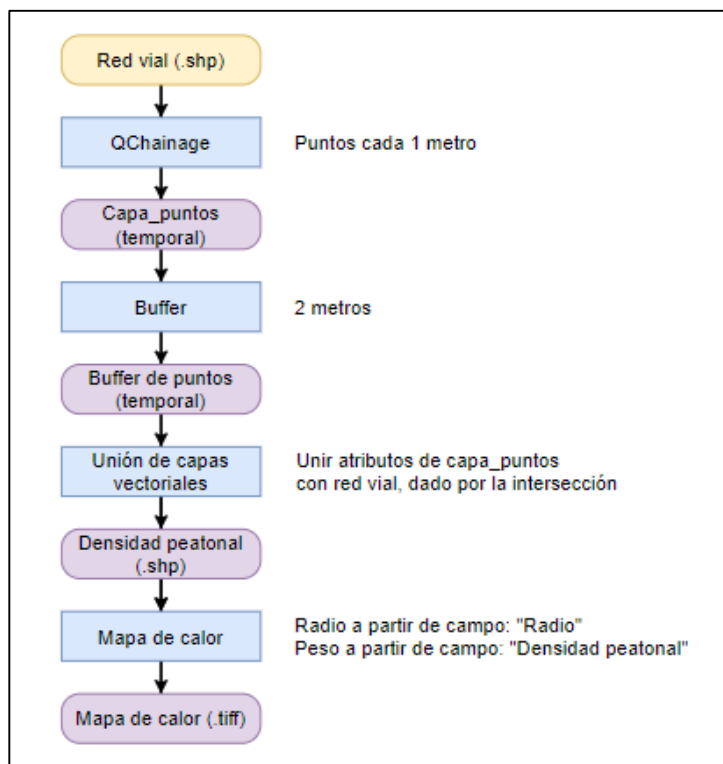 Red vial (.shp)
QChainage
Puntos cada 1 metro
Capa_puntos
(temporal)
Buffer
2 metros
Buffer de puntos
(temporal)
Unión de capas
vectoriales
Unir atributos de capa_puntos
con red vial, dado por la intersección
Densidad peatonal
(.shp)
Mapa de calor
Radio a partir de campo: "Radio"
Peso a partir de campo: "Densidad peatonal"
Mapa de calor (.tiff)